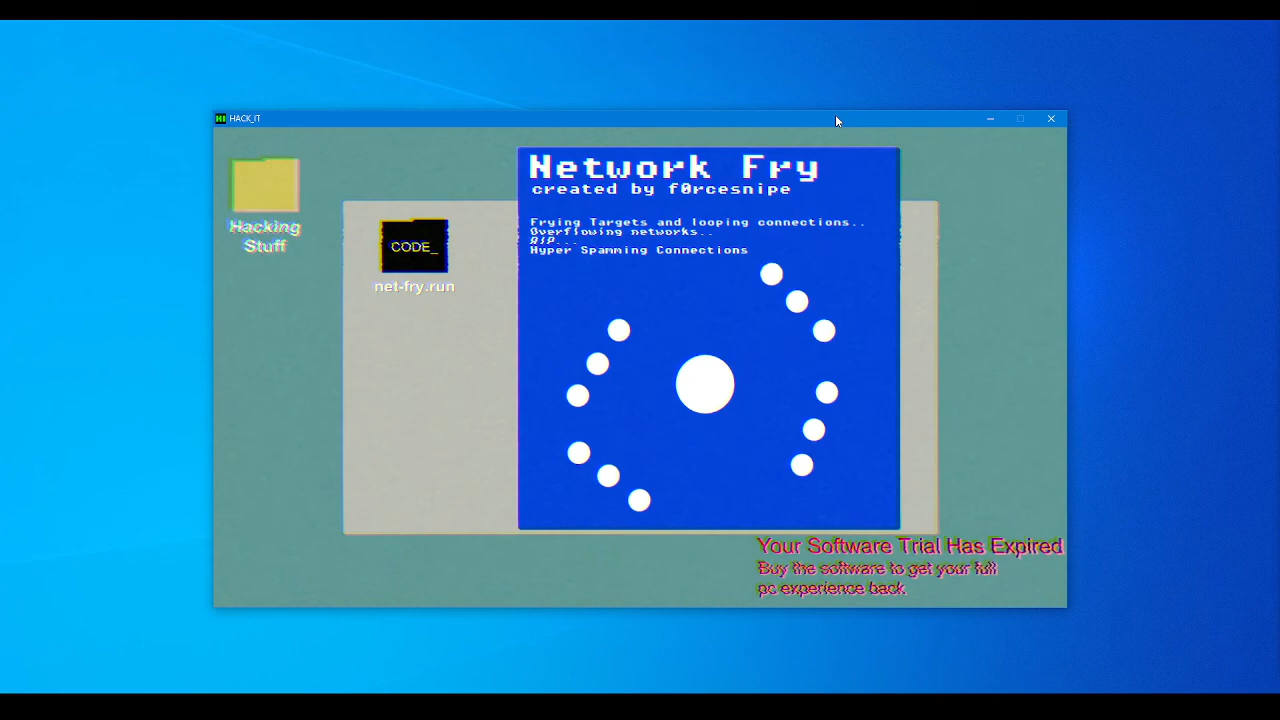 HACK_IT
Hacking
Stuff
CODE_
net-fry.run
Network Fry
created by f0rcesnipe
Frying Targets and looping connections..
Overflowing networks..
Hyper Spamming Connections
Your Software Trial Has Expired
Buy the software to get your full
pc experience back